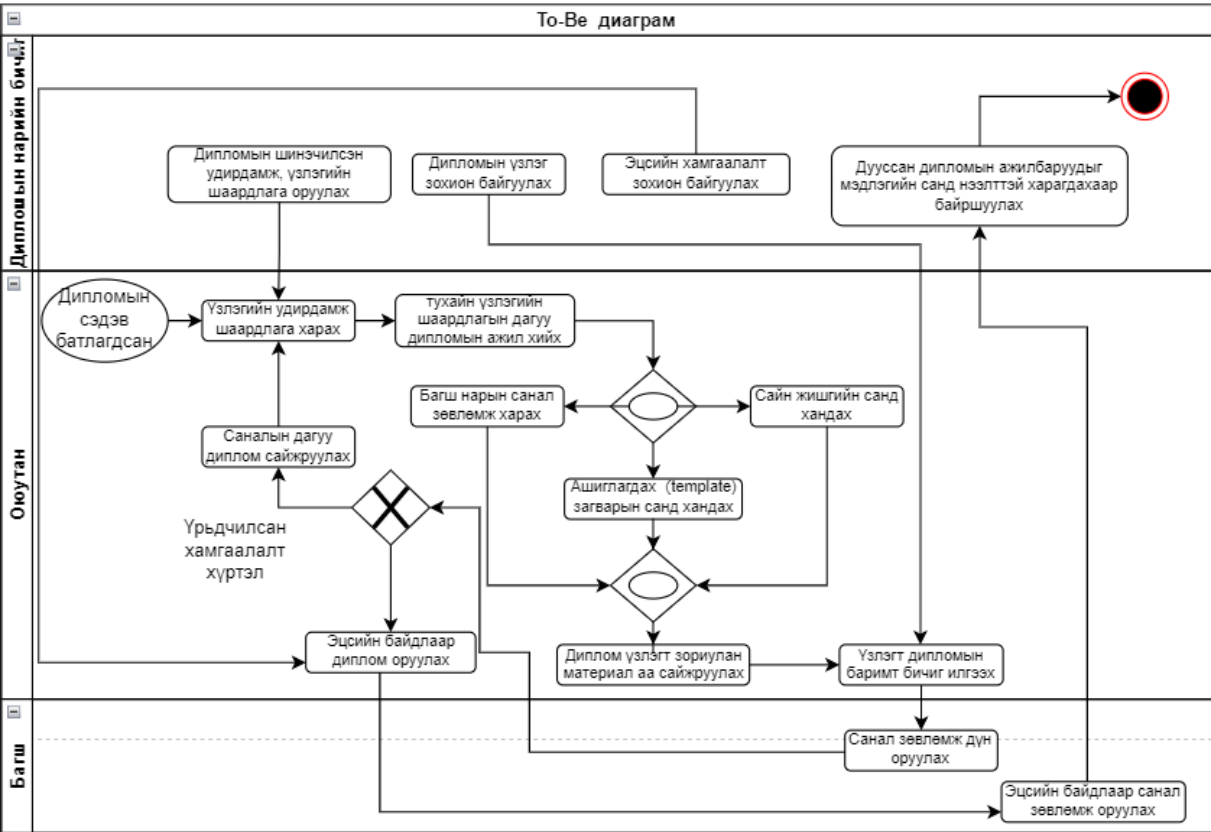 To-Be диаграм
Дипломын нарийн бичиг
Дипломын шинэчилсэн
удирдамж, үзлэгийн
шаардлага оруулах
Дипломын үзлэг
зохион байгуулах
Эцсийн хамгаалалт
зохион байгуулах
Дууссан дипломын ажилбаруудыг
мэдлэгийн санд нээлттэй харагдахаар
байршуулах
Оюутан
Дипломын
сэдэв
батлагдсан
Үзлэгийн удирдамж
шаардлага харах
тухайн үзлэгийн
шаардлагын дагуу
дипломын ажил хийх
Багш нарын санал
зөвлөмж харах
Сайн жишгийн санд
хандах
Саналын дагуу
диплом сайжруулах
Ашиглагдах (template)
загварын санд хандах
Үрьдчилсан
хамгаалалт
хүртэл
Эцсийн байдлаар
диплом оруулах
Диплом үзлэгт зориулан
материал аа сайжруулах
Үзлэгт дипломын
баримт бичиг илгээх
Багш
Санал зөвлөмж дүн
оруулах
Эцсийн байдлаар санал
зөвлөмж оруулах